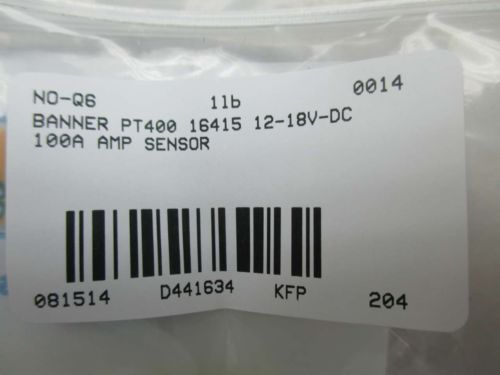 NO-Q6 1lb 0014
BANNER PT400 16415 12-18V-DC
100A AMP SENSOR
081514 D441634 KFP 204